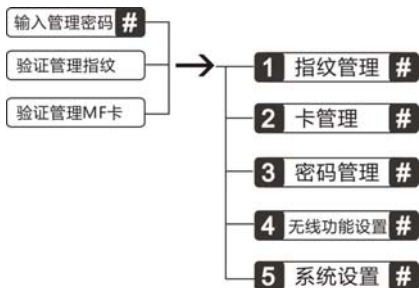 输入管理密码 #
验证管理指纹
验证管理MF卡
1 指纹管理 #
2 卡管理 #
3 密码管理 #
4 无线功能设置 #
5 系统设置 #